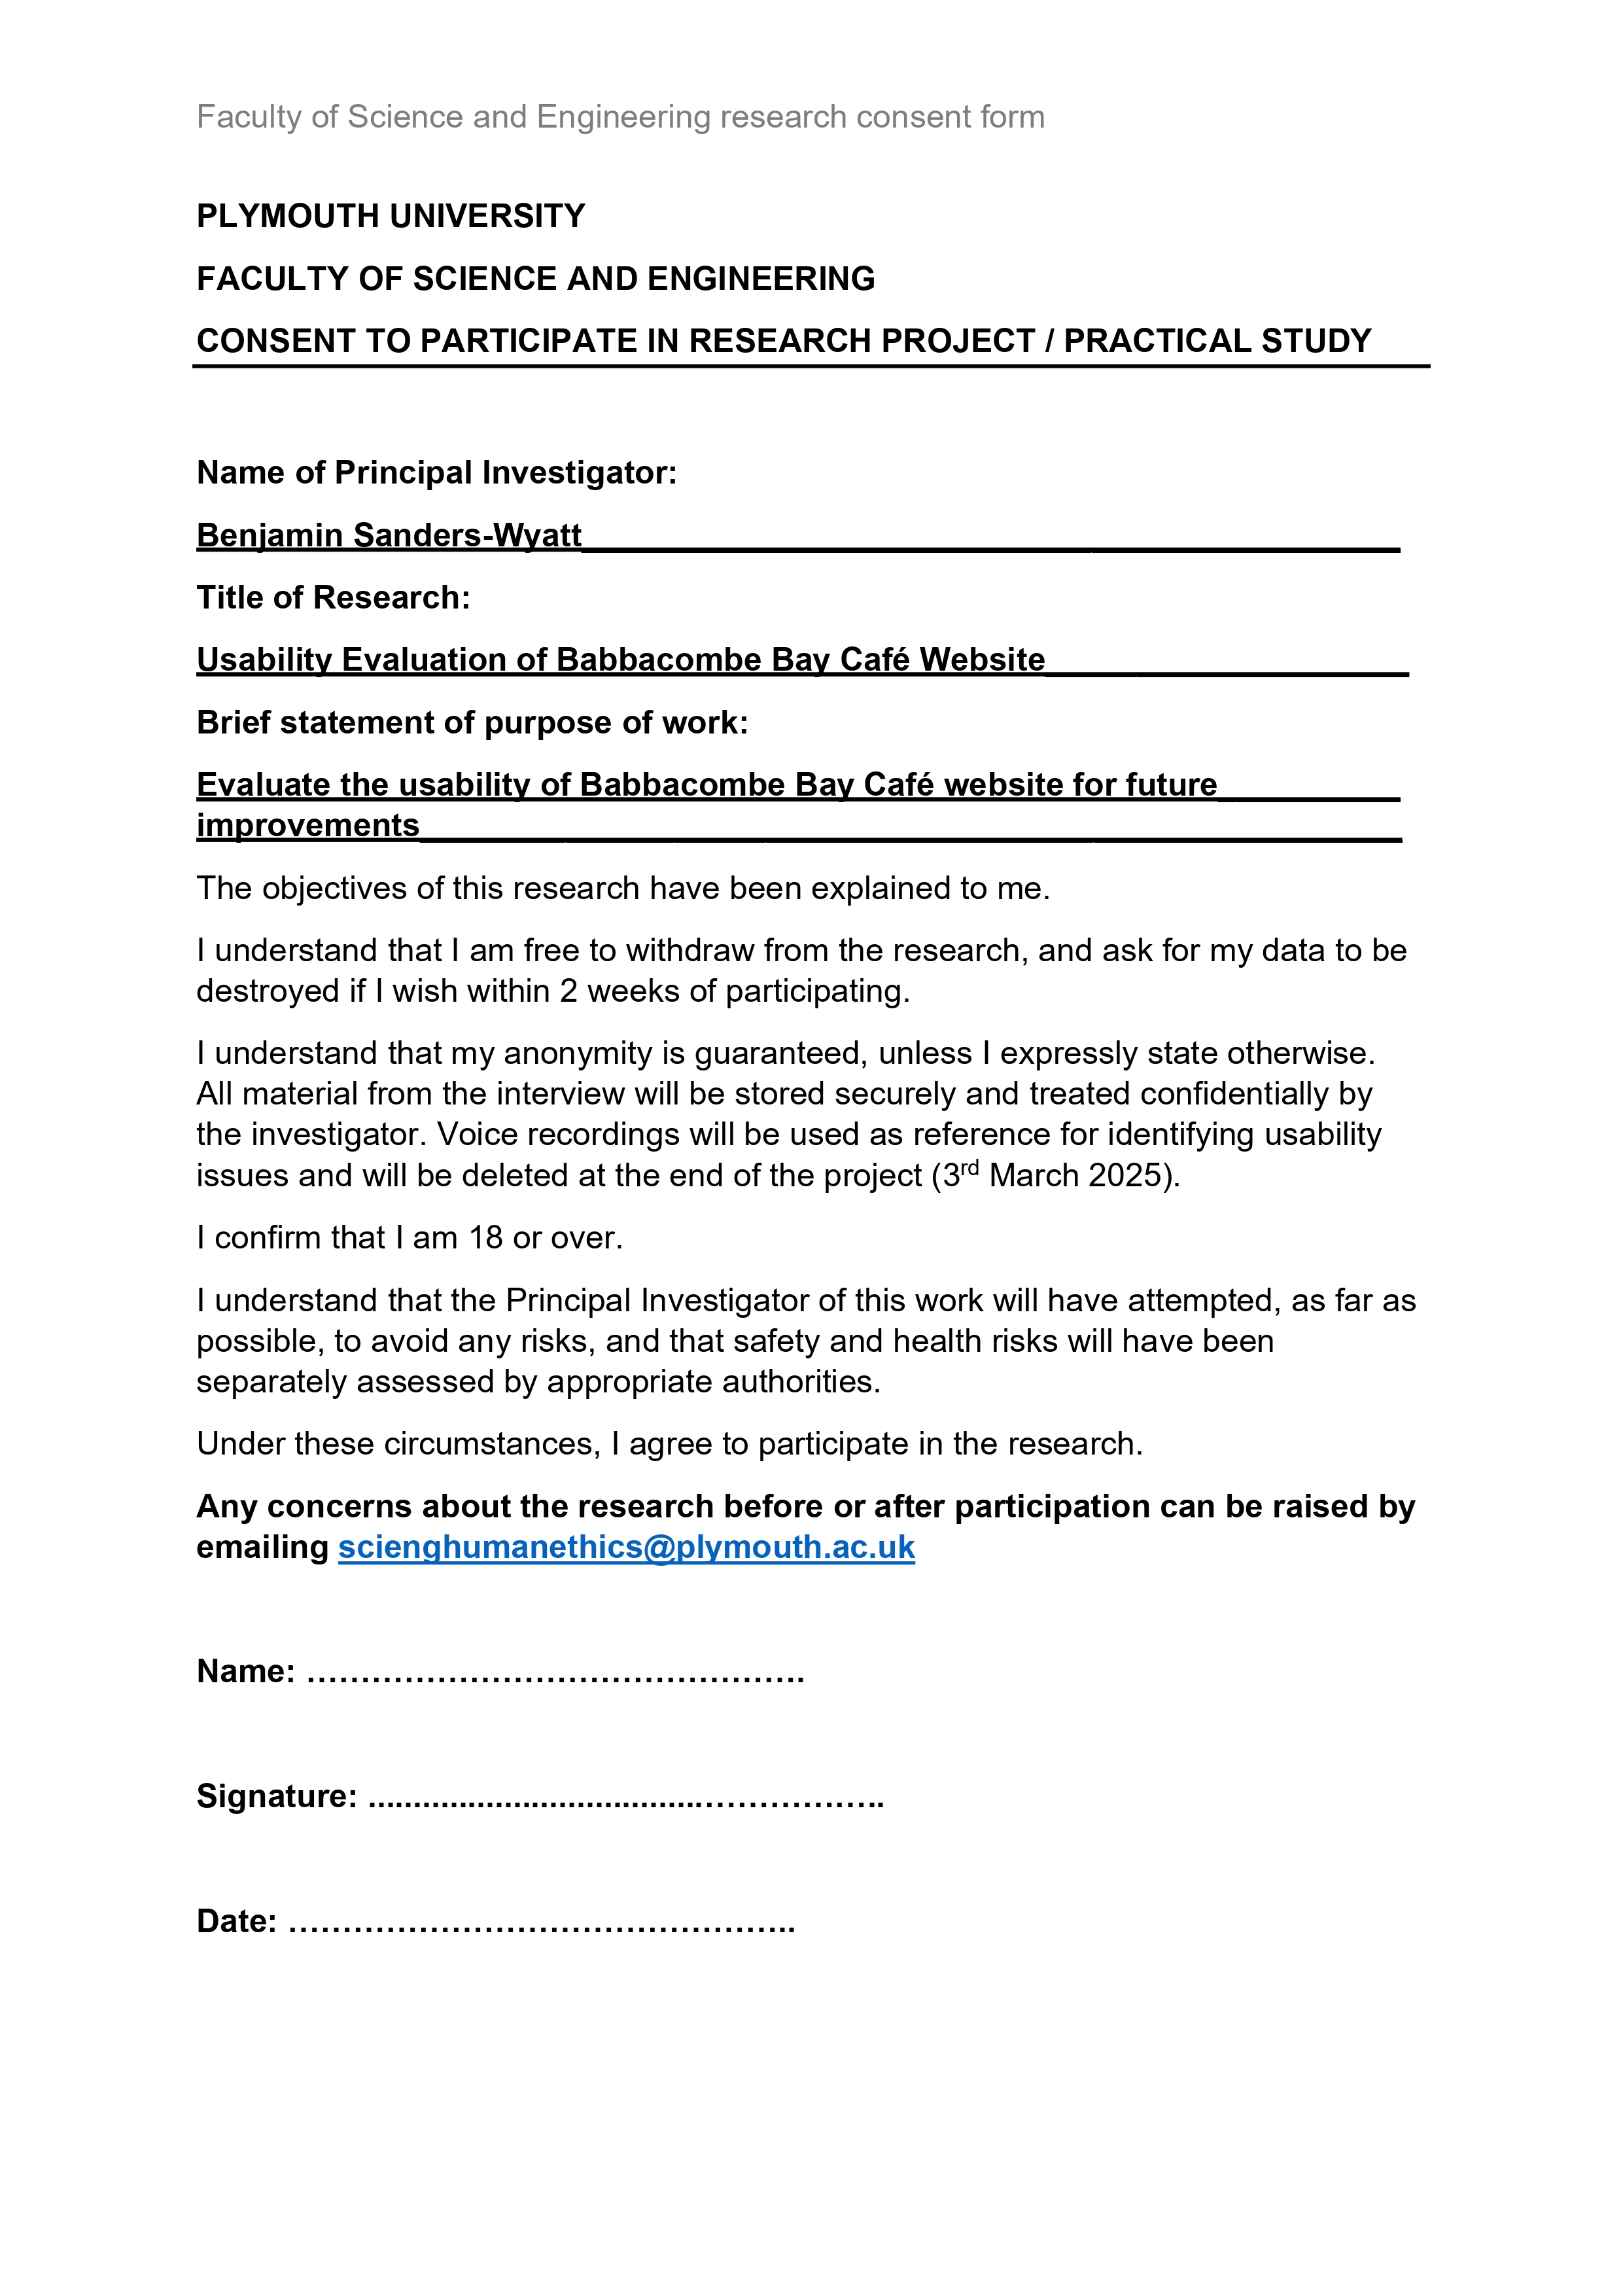 Faculty of Science and Engineering research consent form
PLYMOUTH UNIVERSITY
FACULTY OF SCIENCE AND ENGINEERING
CONSENT TO PARTICIPATE IN RESEARCH PROJECT / PRACTICAL STUDY
Name of Principal Investigator:
Benjamin Sanders-Wyatt
Title of Research:
Usability Evaluation of Babbacombe Bay Café Website
Brief statement of purpose of work:
Evaluate the usability of Babbacombe Bay Café website for future
improvements
The objectives of this research have been explained to me.
I understand that I am free to withdraw from the research, and ask for my data to be
destroyed if I wish within 2 weeks of participating.
I understand that my anonymity is guaranteed, unless I expressly state otherwise.
All material from the interview will be stored securely and treated confidentially by
the investigator. Voice recordings will be used as reference for identifying usability
issues and will be deleted at the end of the project (3rd March 2025).
I confirm that I am 18 or over.
I understand that the Principal Investigator of this work will have attempted, as far as
possible, to avoid any risks, and that safety and health risks will have been
separately assessed by appropriate authorities.
Under these circumstances, I agree to participate in the research.
Any concerns about the research before or after participation can be raised by
emailing scienghumanethics@plymouth.ac.uk
Name: ……………………………………….
Signature: .....................................……………..
Date: ………………………………………..